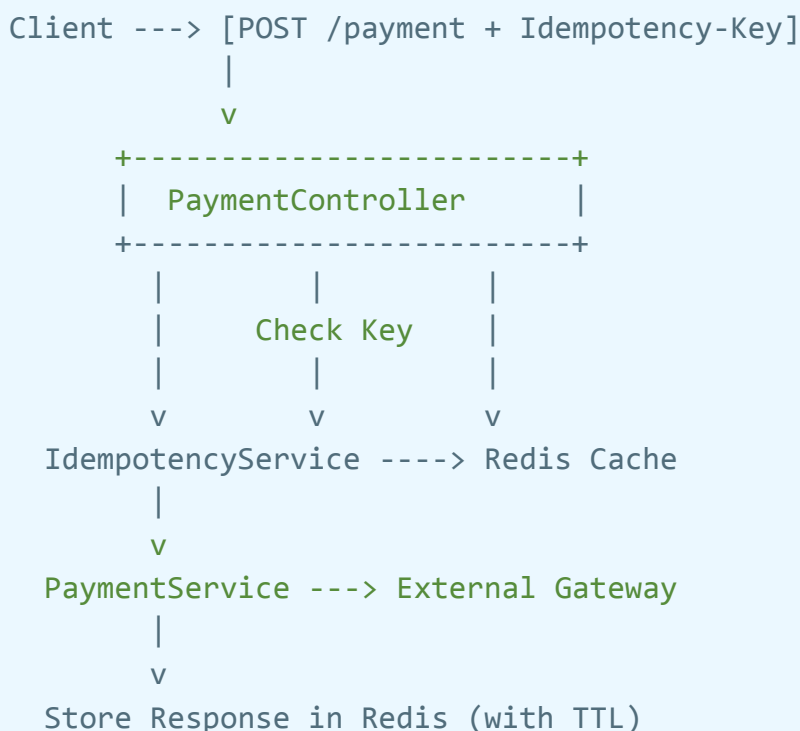 Client ---> [POST /payment + Idempotency-Key]
            |
            v
      +-------------------------+
      |  PaymentController      |
      +-------------------------+
        |        |         |
        |     Check Key    |
        |        |         |
        v        v         v
  IdempotencyService ----> Redis Cache
        |
        v
  PaymentService ---> External Gateway
        |
        v
  Store Response in Redis (with TTL)